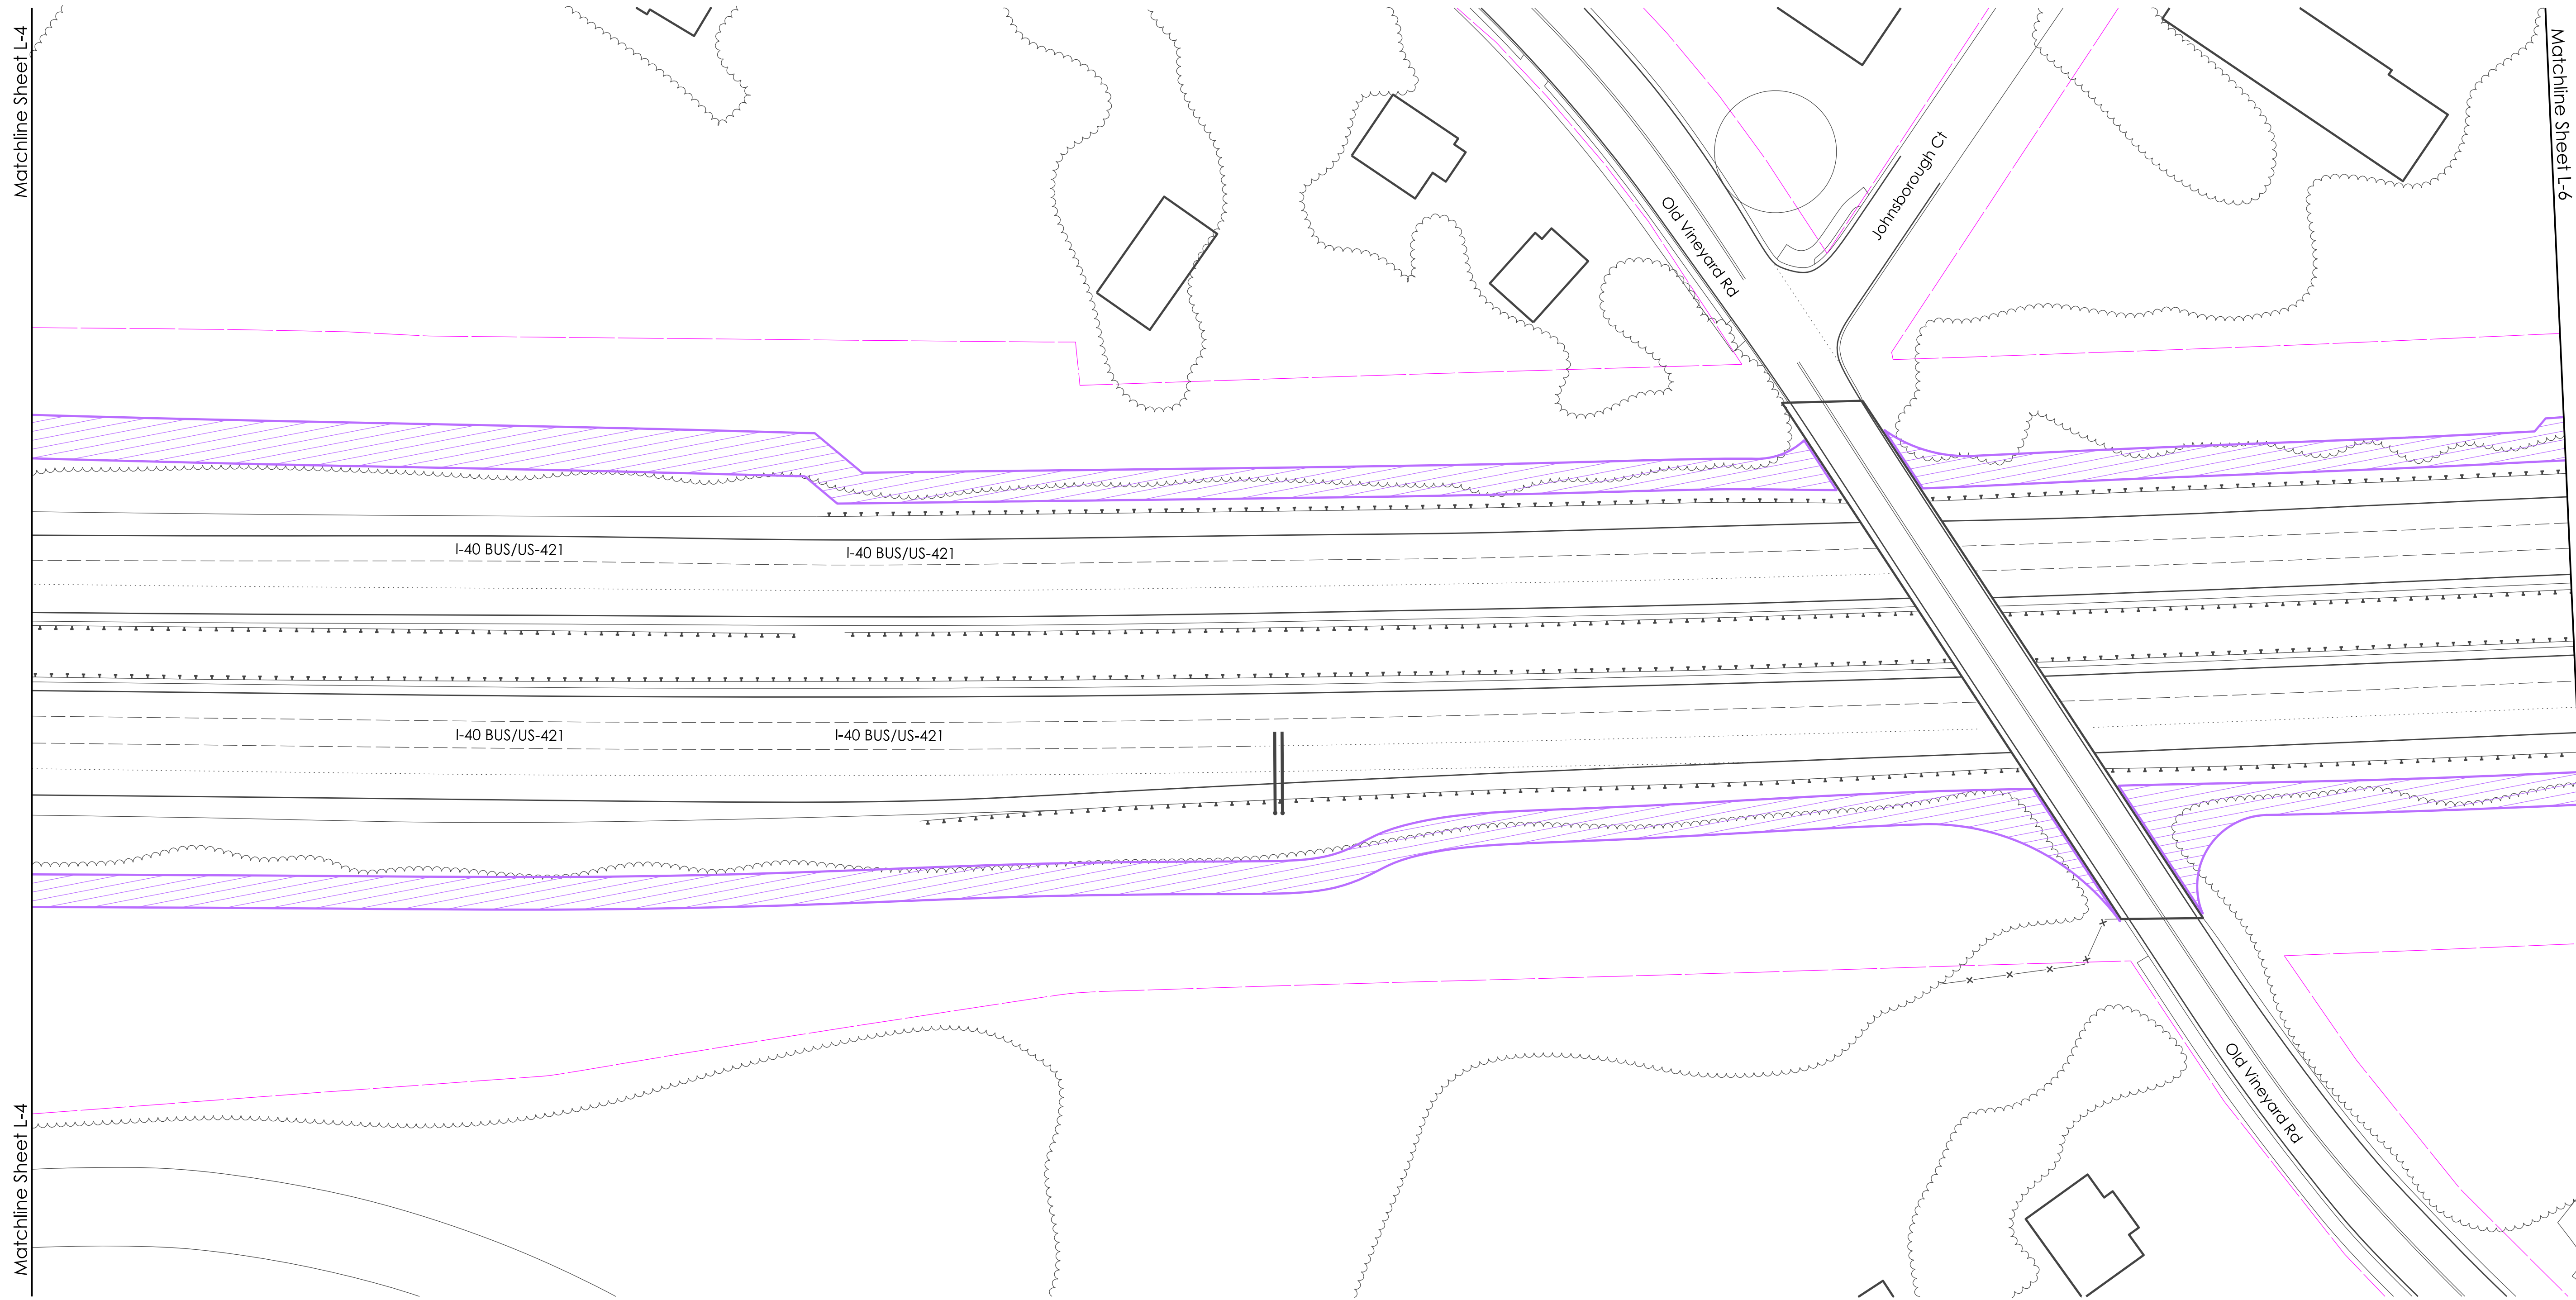 Matchline Sheet L-4
Matchline Sheet L-6
Johnsborough Ct
Old Vineyard Rd
I-40 BUS/US-421
I-40 BUS/US-421
I-40 BUS/US-421
I-40 BUS/US-421
Old Vineyard Rd
Matchline Sheet L-4